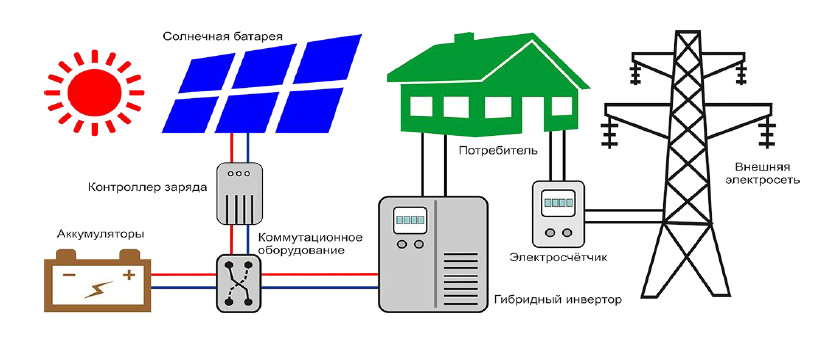 Солнечная батарея
Потребитель
Внешняя
электросеть
Контроллер заряда
Аккумуляторы
Коммутационное
оборудование
Электросчётчик
Гибридный инвертор